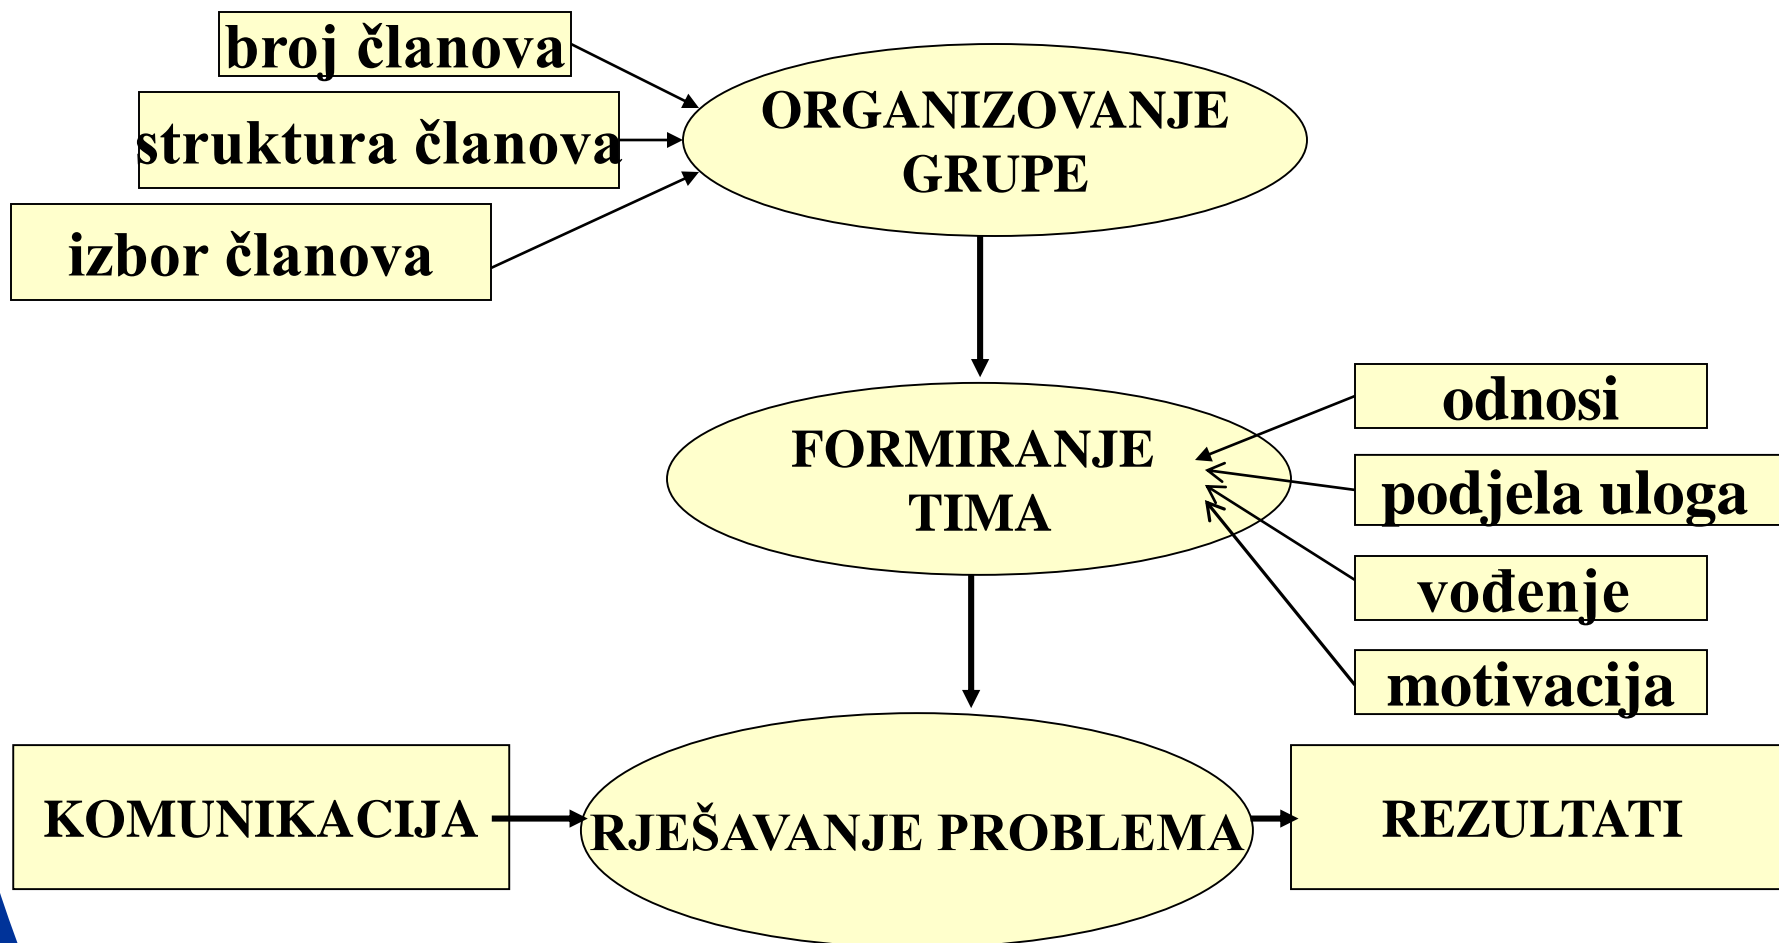 broj članova
struktura članova
izbor članova
ORGANIZOVANJE
GRUPE
FORMIRANJE
TIMA
odnosi
podjela uloga
vođenje
motivacija
KOMUNIKACIJA
RJEŠAVANJE PROBLEMA
REZULTATI